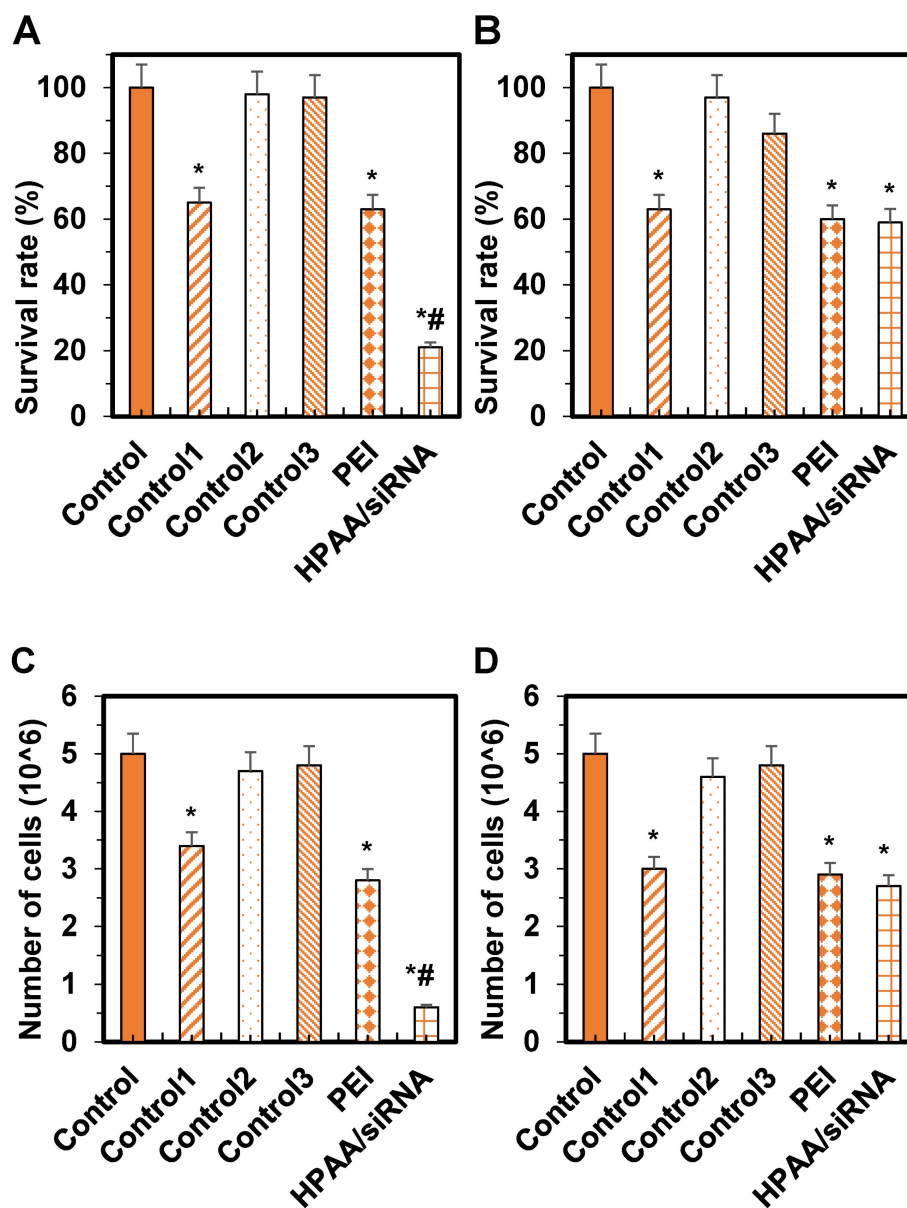 A
Survival rate (%)
100
80
60
40
20
0
*
*
*#
Control
Control1
Control2
Control3
PEI
HPAA/siRNA
B
Survival rate (%)
100
80
60
40
20
0
*
*
*
Control
Control1
Control2
Control3
PEI
HPAA/siRNA
C
Number of cells (10^6)
6
5
4
3
2
1
0
*
*
*#
Control
Control1
Control2
Control3
PEI
HPAA/siRNA
D
Number of cells (10^6)
6
5
4
3
2
1
0
*
*
*
Control
Control1
Control2
Control3
PEI
HPAA/siRNA